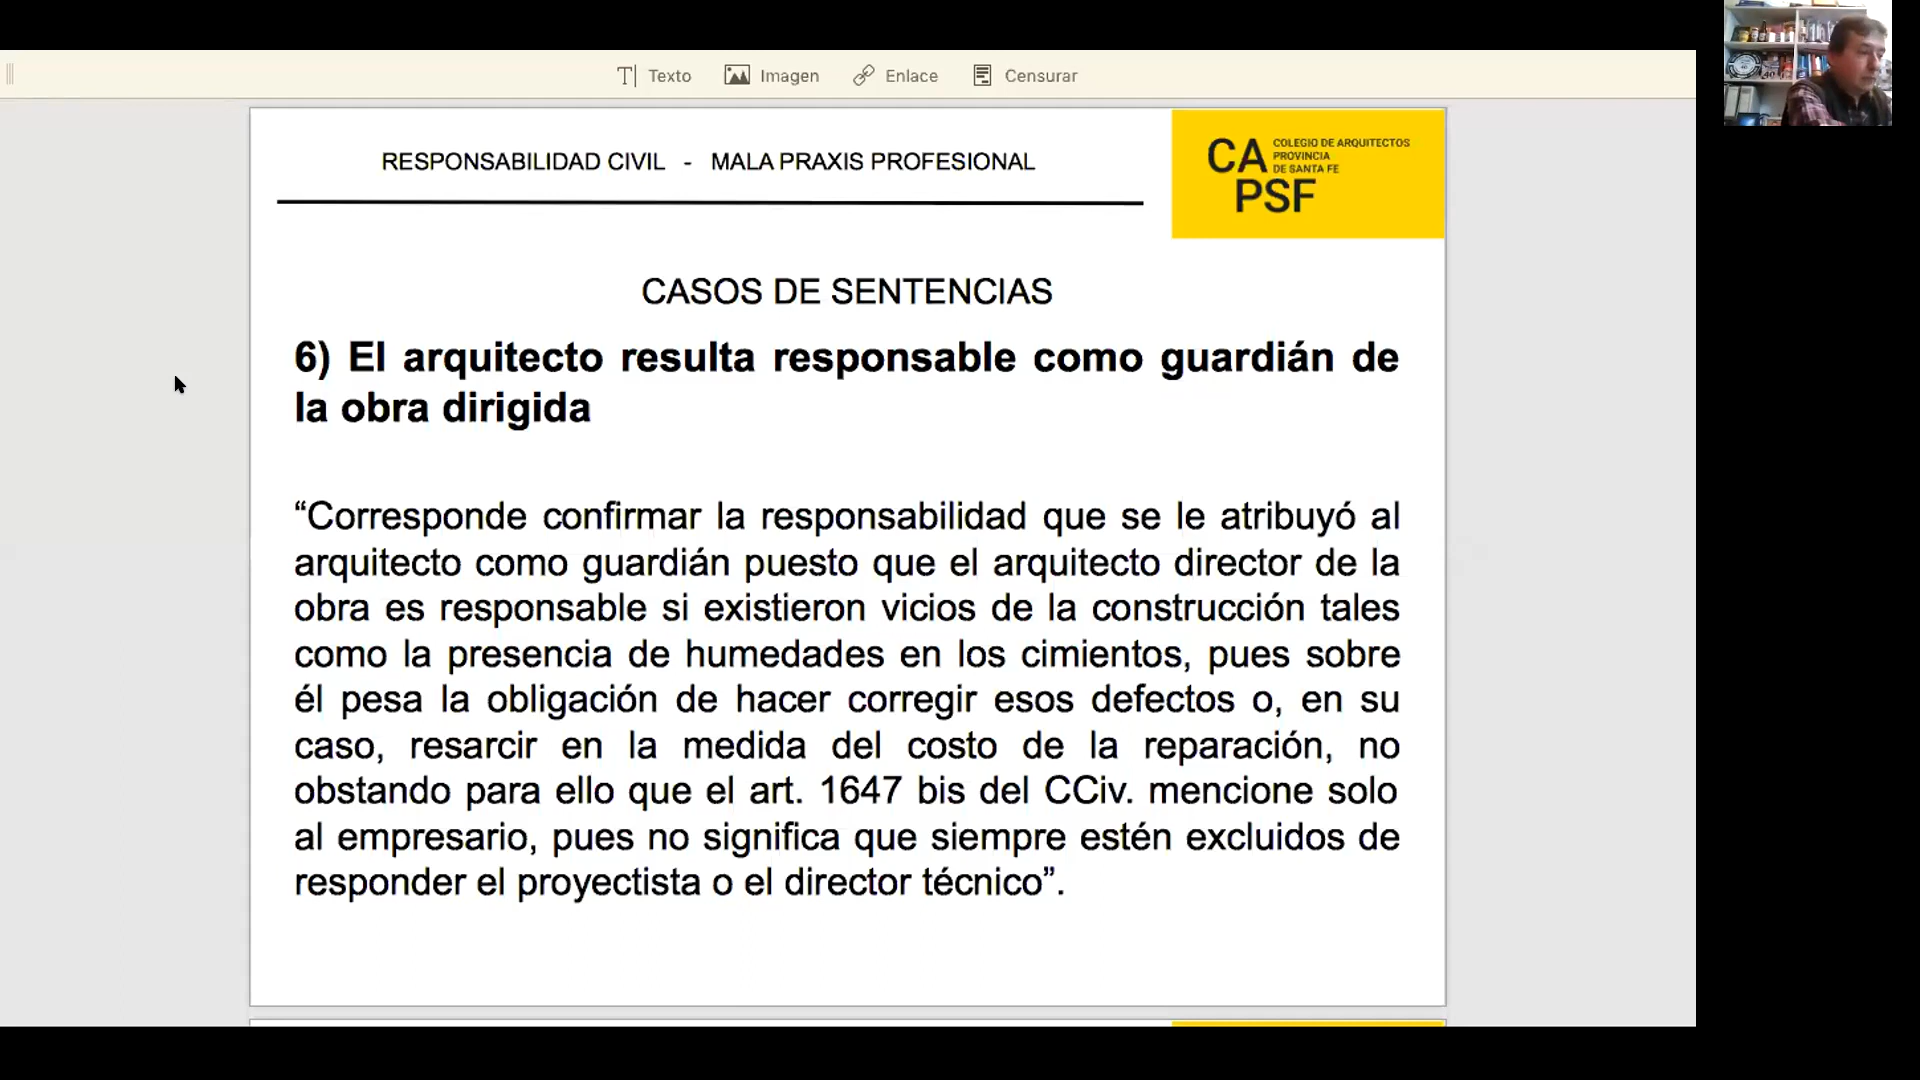 Texto Imagen Enlace Censurar
RESPONSABILIDAD CIVIL - MALA PRAXIS PROFESIONAL
CA COLEGIO DE ARQUITECTOS
PROVINCIA
DE SANTA FE
PSF
CASOS DE SENTENCIAS
6) El arquitecto resulta responsable como guardián de
la obra dirigida
“Corresponde confirmar la responsabilidad que se le atribuyó al
arquitecto como guardián puesto que el arquitecto director de la
obra es responsable si existieron vicios de la construcción tales
como la presencia de humedades en los cimientos, pues sobre
él pesa la obligación de hacer corregir esos defectos o, en su
caso, resarcir en la medida del costo de la reparación, no
obstando para ello que el art. 1647 bis del CCiv. mencione solo
al empresario, pues no significa que siempre estén excluidos de
responder el proyectista o el director técnico”.